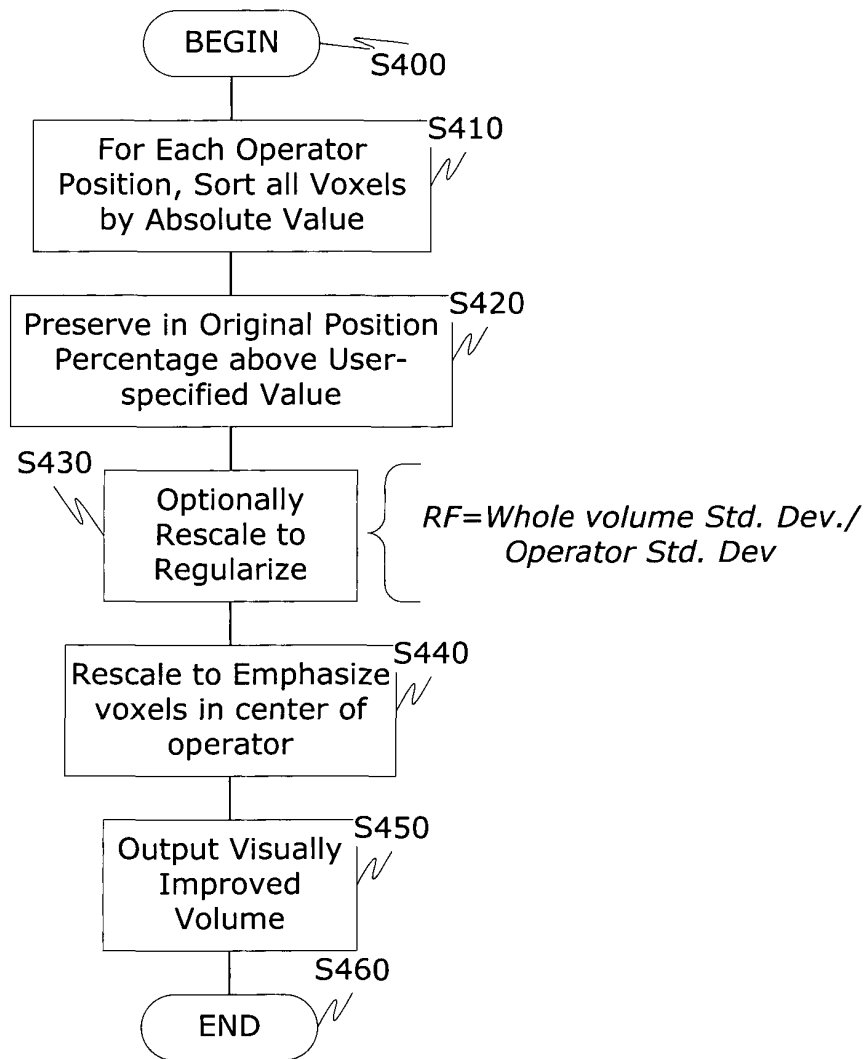 BEGIN
S400
S410
For Each Operator
Position, Sort all Voxels
by Absolute Value
S420
Preserve in Original Position
Percentage above User-
specified Value
S430
Optionally
Rescale to
Regularize
RF=Whole volume Std. Dev./
Operator Std. Dev
S440
Rescale to Emphasize
voxels in center of
operator
S450
Output Visually
Improved
Volume
S460
END